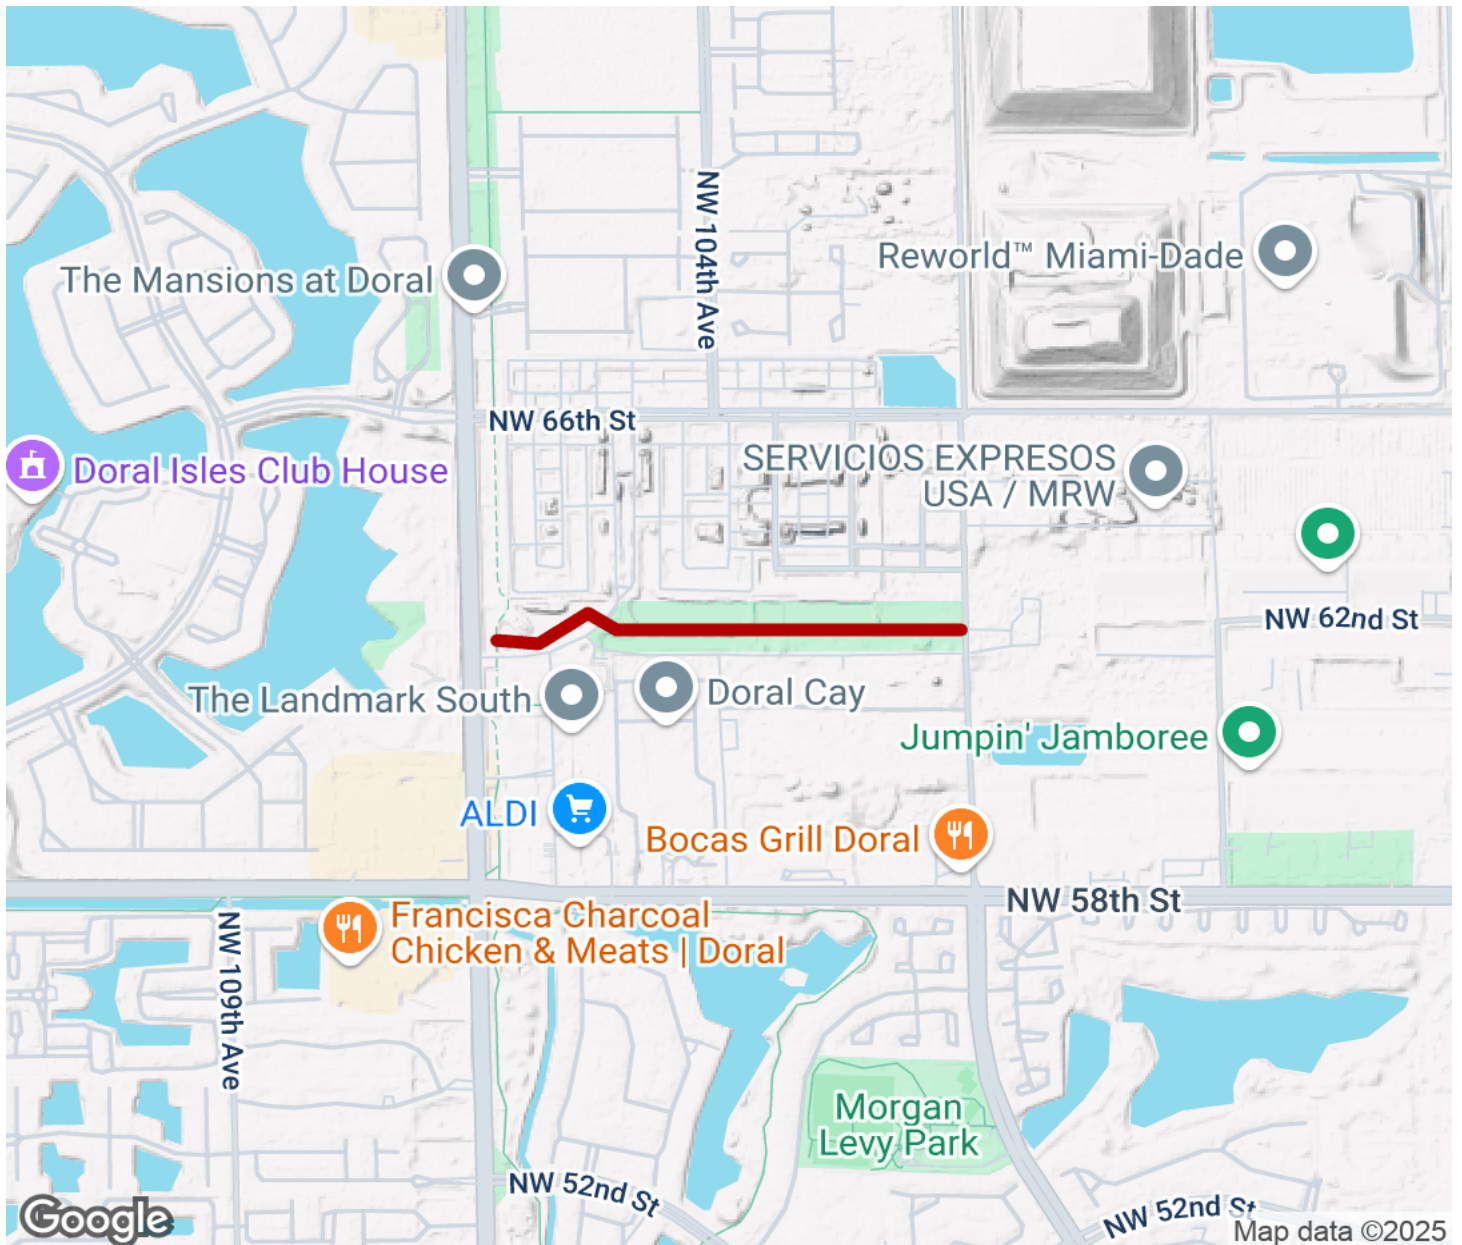 NW 104th Ave
The Mansions at Doral
Reworld™ Miami-Dade
NW 66th St
Doral Isles Club House
SERVICIOS EXPRESOS
USA / MRW
NW 62nd St
The Landmark South
Doral Cay
Jumpin' Jamboree
ALDI
Bocas Grill Doral
NW 58th St
Francisca Charcoal
Chicken & Meats | Doral
NW 109th Ave
Morgan
Levy Park
NW 52nd St
NW 52nd St
Google
Map data ©2025